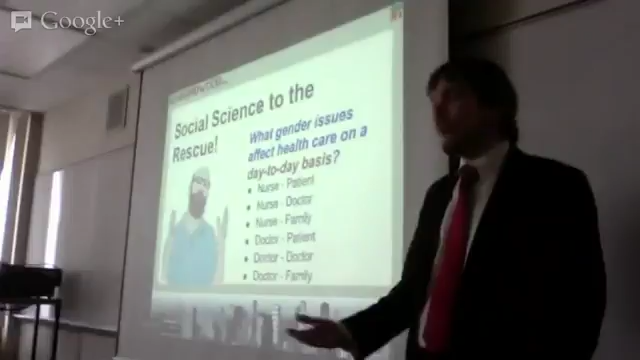 Google+
Social Science to the
Rescue!
What gender issues
affect health care on a
day-to-day basis?
Nurse - Patient
Nurse - Doctor
Nurse - Family
Doctor - Patient
Doctor - Doctor
Doctor - Family